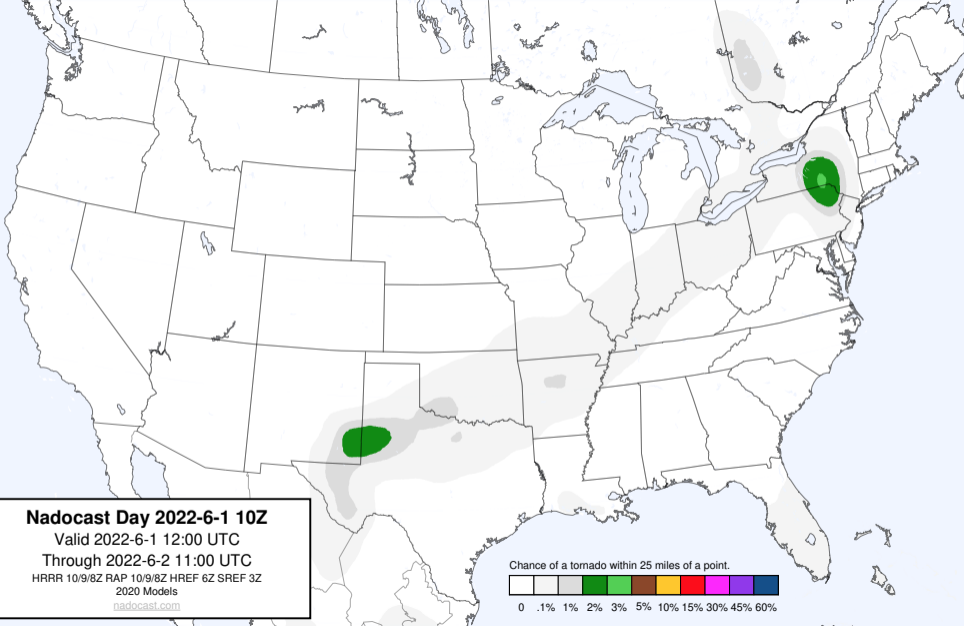 Nadocast Day 2022-6-1 10Z
Valid 2022-6-1 12:00 UTC
Through 2022-6-2 11:00 UTC
HRRR 10/9/8Z RAP 10/9/8Z HREF 6Z SREF 3Z
2020 Models
nadocast.com
Chance of a tornado within 25 miles of a point.
0 .1% 1% 2% 3% 5% 10% 15% 30% 45% 60%